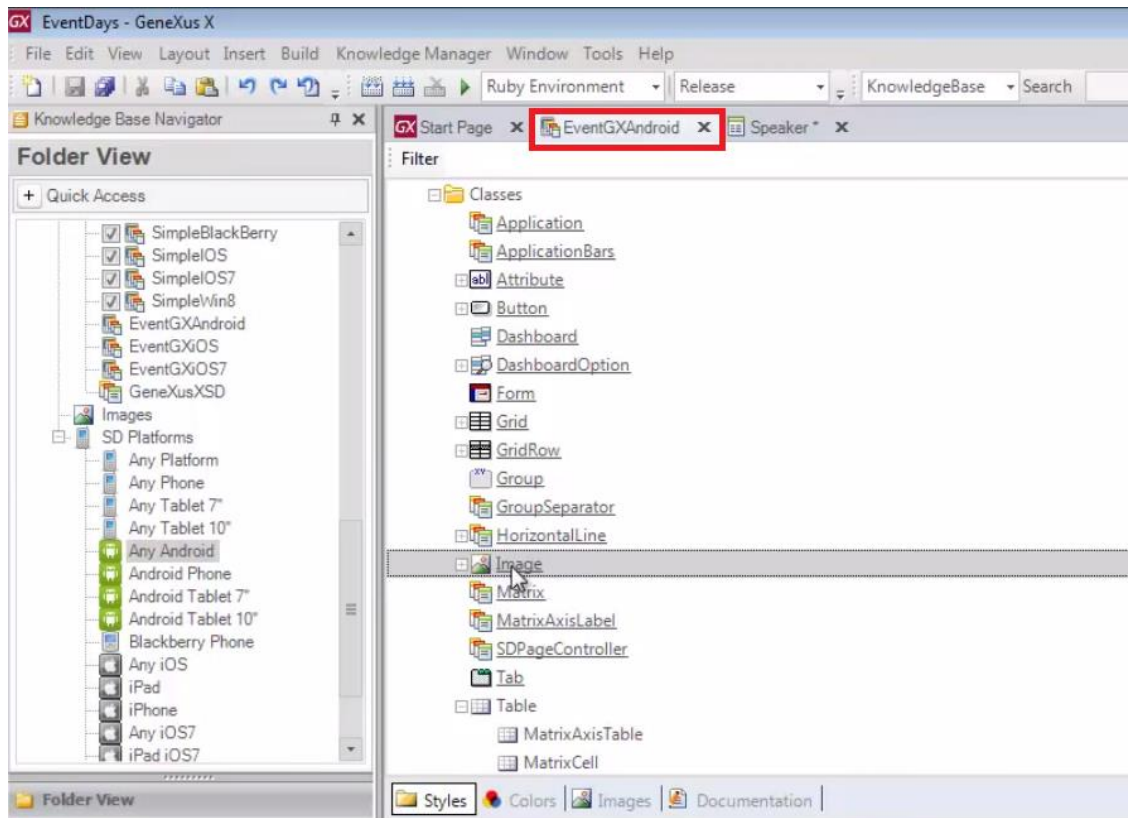 GX EventDays - GeneXus X
File Edit View Layout Insert Build Knowledge Manager Window Tools Help
Ruby Environment Release KnowledgeBase Search
Knowledge Base Navigator
GX Start Page EventGXAndroid Speaker *
Folder View
Filter
+ Quick Access
SimpleBlackBerry
SimpleIOS
SimpleIOS7
SimpleWin8
EventGXAndroid
EventGXiOS
EventGXiOS7
GeneXusXSD
Images
SD Platforms
Any Platform
Any Phone
Any Tablet 7"
Any Tablet 10"
Any Android
Android Phone
Android Tablet 7"
Android Tablet 10"
Blackberry Phone
Any iOS
iPad
iPhone
Any iOS7
iPad iOS7
Folder View
Classes
Application
ApplicationBars
abl Attribute
Button
Dashboard
DashboardOption
Form
Grid
GridRow
XY Group
GroupSeparator
HorizontalLine
Image
Matrix
MatrixAxisLabel
SDPageController
Tab
Table
MatrixAxisTable
MatrixCell
Styles Colors Images Documentation